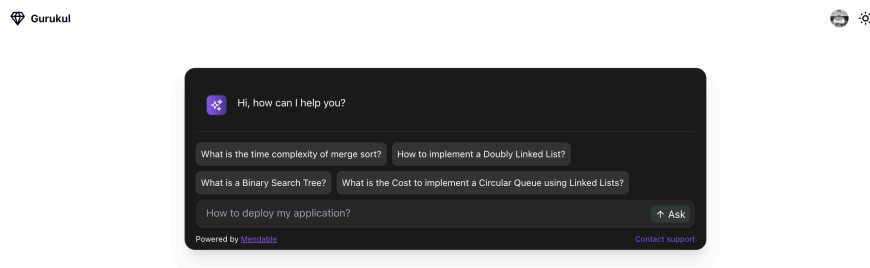 Gurukul
Hi, how can I help you?
What is the time complexity of merge sort? How to implement a Doubly Linked List?
What is a Binary Search Tree? What is the Cost to implement a Circular Queue using Linked Lists?
How to deploy my application? ↑ Ask
Powered by Mendable Contact support